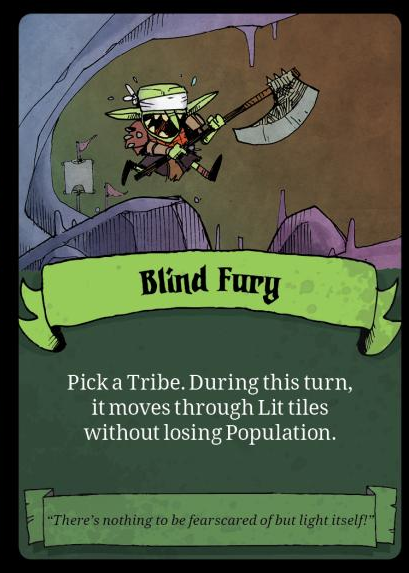 Blind Fury
Pick a Tribe. During this turn,
it moves through Lit tiles
without losing Population.
“There’s nothing to be fearscared of but light itself!”